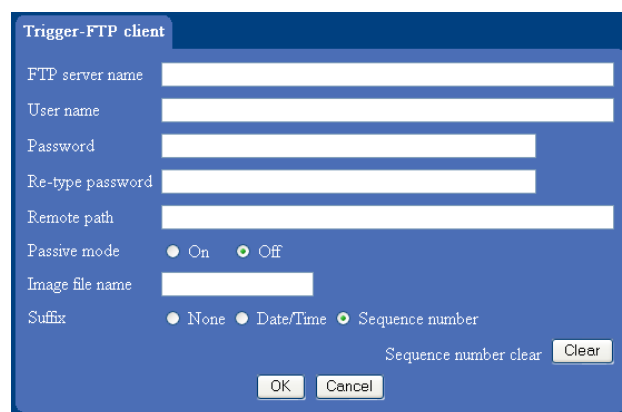 Trigger-FTP client
FTP server name
User name
Password
Re-type password
Remote path
Passive mode On Off
Image file name
Suffix None Date/Time Sequence number
Sequence number clear Clear
OK Cancel